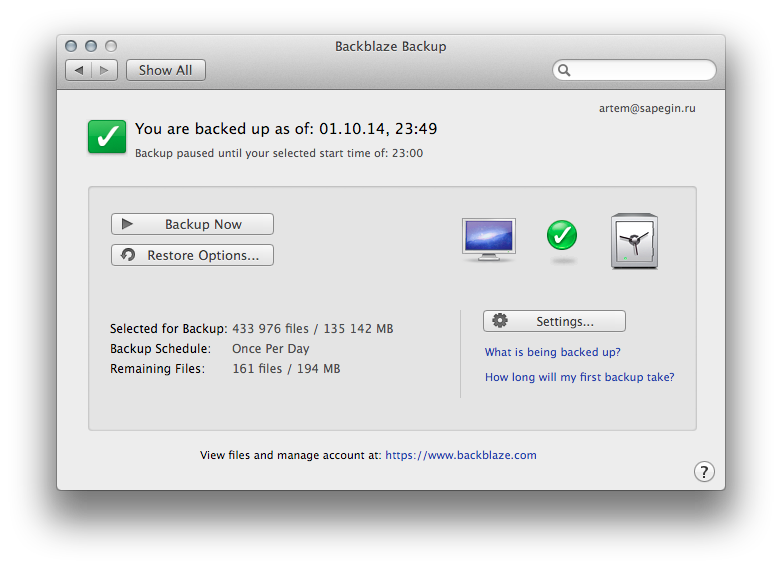 Backblaze Backup
Show All
artem@sapegin.ru
You are backed up as of: 01.10.14, 23:49
Backup paused until your selected start time of: 23:00
Backup Now
Restore Options...
Selected for Backup: 433 976 files / 135 142 MB
Backup Schedule: Once Per Day
Remaining Files: 161 files / 194 MB
Settings...
What is being backed up?
How long will my first backup take?
View files and manage account at: https://www.backblaze.com
?